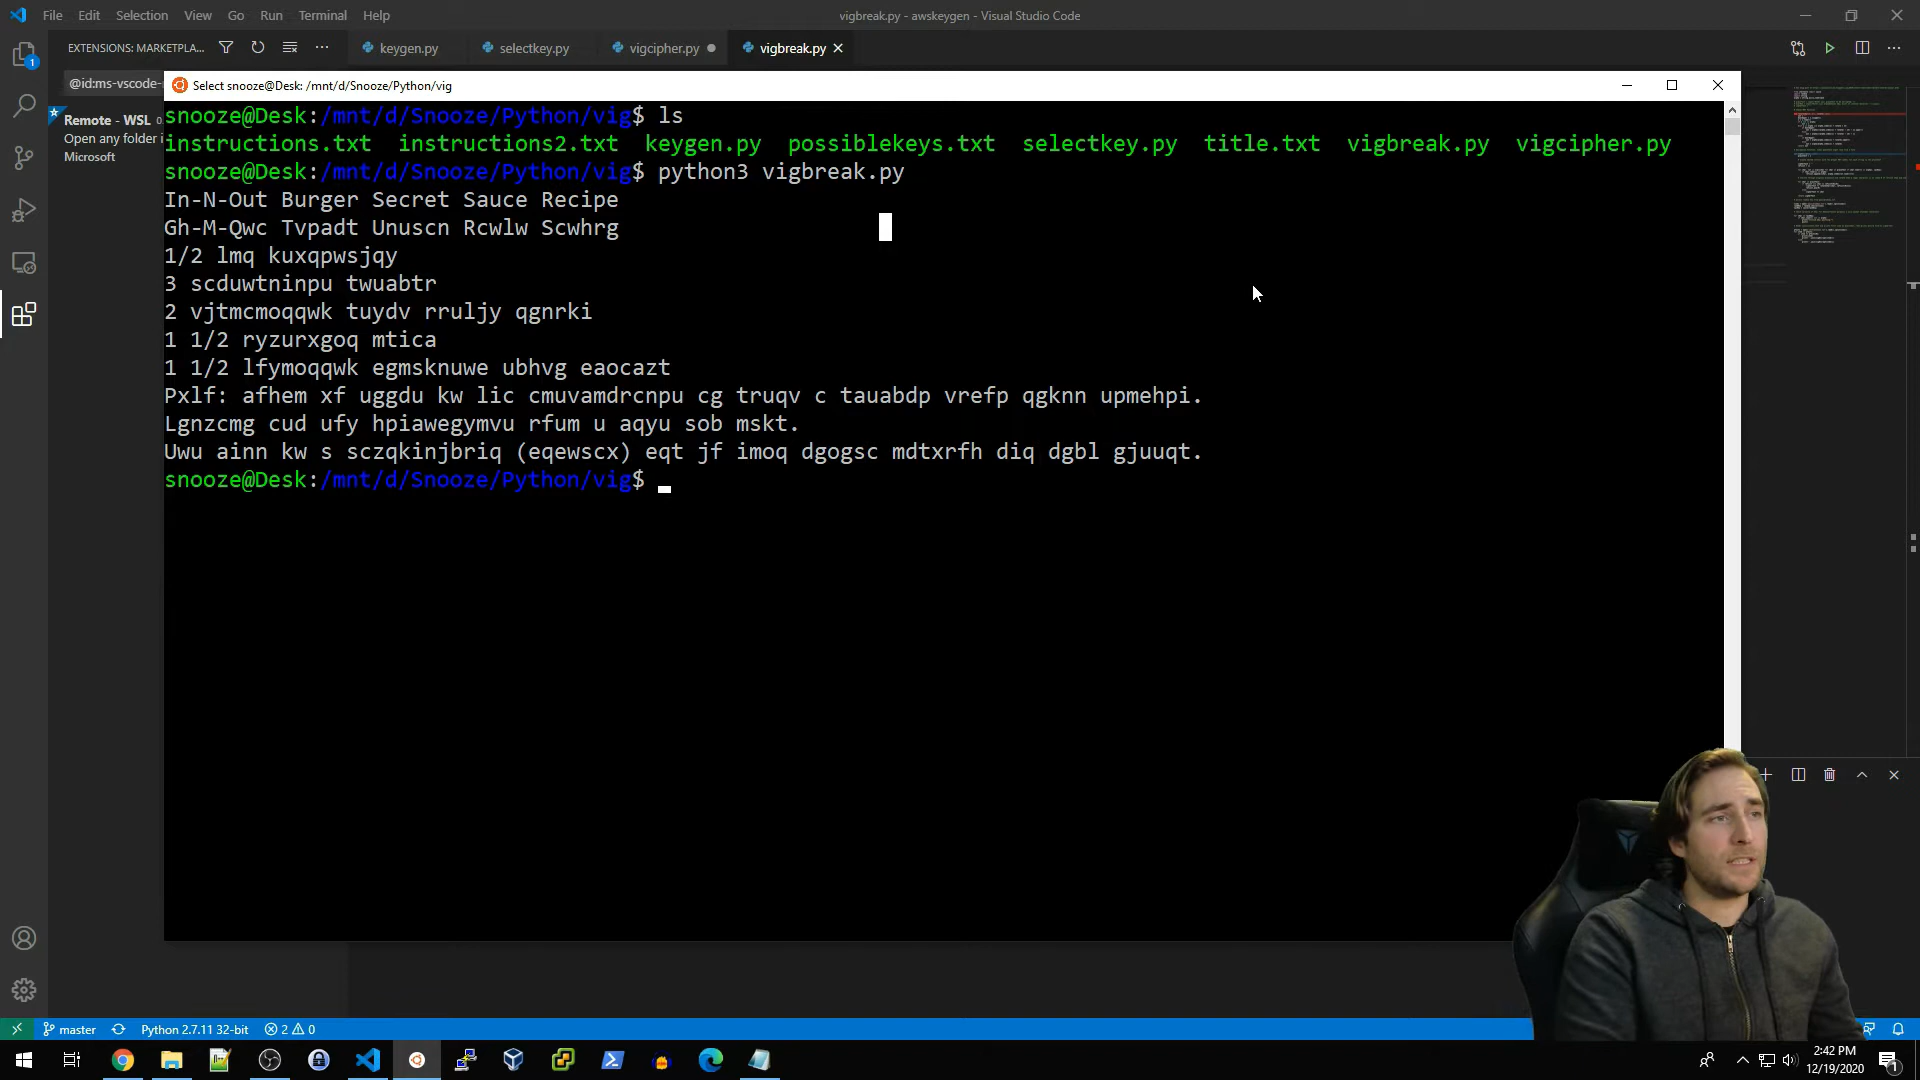 File Edit Selection View Go Run Terminal Help
vigbreak.py - awskeygen - Visual Studio Code
EXTENSIONS: MARKETPLA...
keygen.py
selectkey.py
vigcipher.py
vigbreak.py
1
@id:ms-vscode-
Remote - WSL
Open any folder i
Microsoft
Select snooze@Desk: /mnt/d/Snooze/Python/vig
snooze@Desk:/mnt/d/Snooze/Python/vig$ ls
instructions.txt instructions2.txt keygen.py possiblekeys.txt selectkey.py title.txt vigbreak.py vigcipher.py
snooze@Desk:/mnt/d/Snooze/Python/vig$ python3 vigbreak.py
In-N-Out Burger Secret Sauce Recipe
Gh-M-Qwc Tvpadt Unuscn Rcwlw Scwhrg
1/2 lmq kuxqpwsjqy
3 scduwtninpu twuabtr
2 vjtmcmoqqwk tuydv rruljy qgnrki
1 1/2 ryzurxgoq mtica
1 1/2 lfymoqqwk egmsknuwe ubhvg eaocazt
Pxlf: afhem xf uggdu kw lic cmuvamdrcnpu cg truqv c tauabdp vrefp qgknn upmehpi.
Lgnzcmg cud ufy hpiawegymvu rfum u aqyu sob mskt.
Uwu ainn kw s sczqkinjbriq (eqewscx) eqt jf imoq dgogsc mdtxrfh diq dgbl gjuuqt.
snooze@Desk:/mnt/d/Snooze/Python/vig$
master
Python 2.7.11 32-bit
2
0
2:42 PM
12/19/2020
1